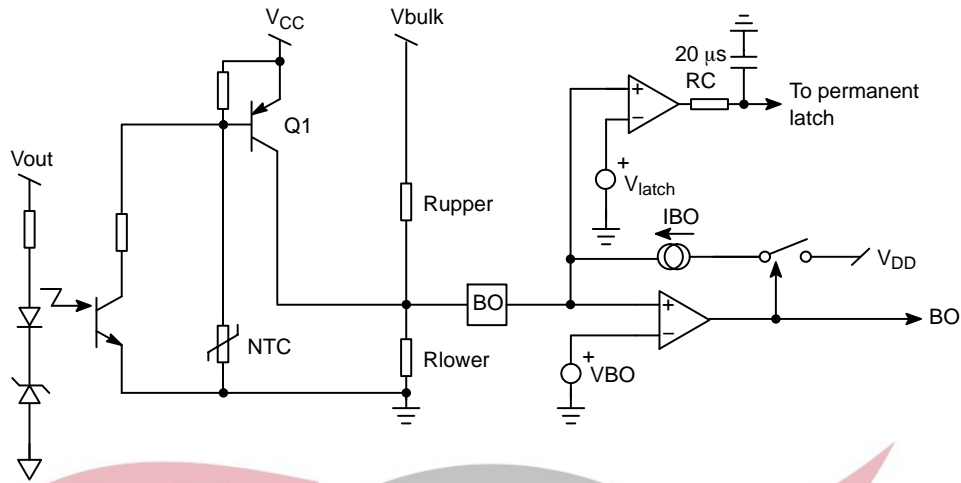 VCC
Vbulk
20 μs
RC
To permanent
latch
Q1
Vout
Rupper
Vlatch
IBO
VDD
BO
BO
NTC
Rlower
VBO